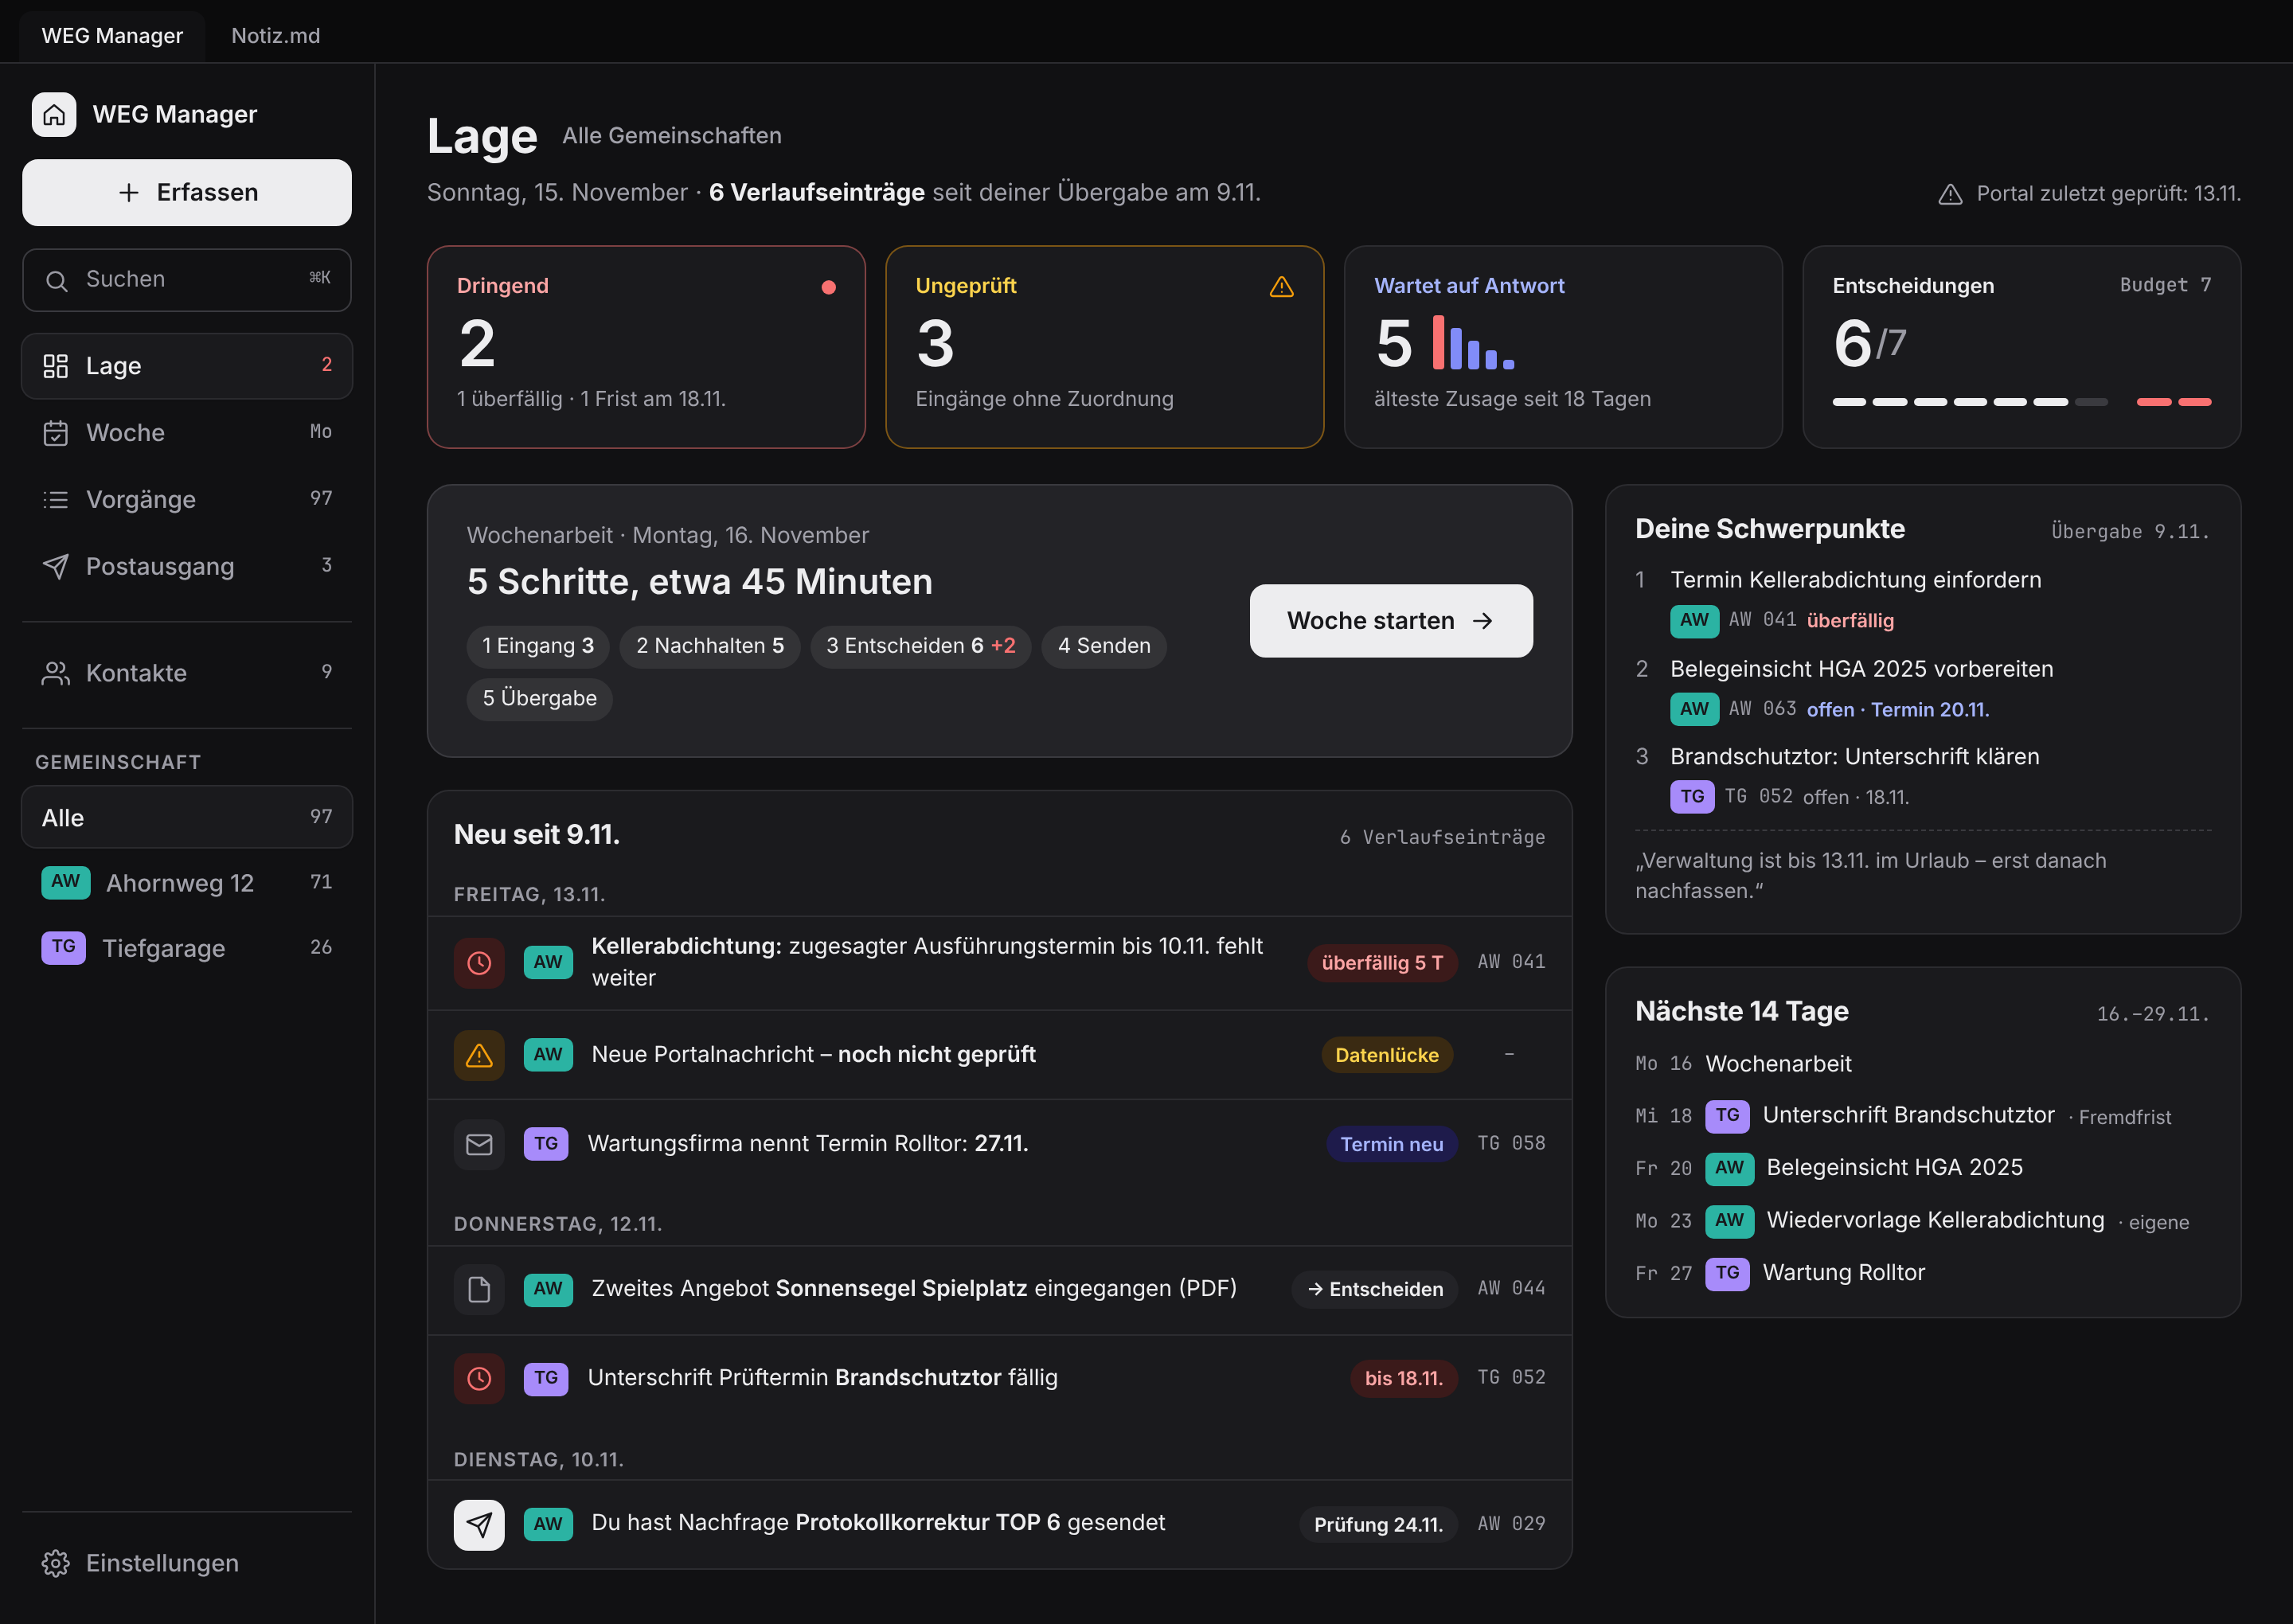 WEG Manager Notiz.md
WEG Manager
Erfassen
Suchen ⌘K
Lage 2
Woche Mo
Vorgänge 97
Postausgang 3
Kontakte 9
GEMEINSCHAFT
Alle 97
AW Ahornweg 12 71
TG Tiefgarage 26
Einstellungen
Lage Alle Gemeinschaften
Sonntag, 15. November · 6 Verlaufseinträge seit deiner Übergabe am 9.11.
Portal zuletzt geprüft: 13.11.
Dringend
2
1 überfällig · 1 Frist am 18.11.
Ungeprüft
3
Eingänge ohne Zuordnung
Wartet auf Antwort
5
älteste Zusage seit 18 Tagen
Entscheidungen Budget 7
6/7
Wochenarbeit · Montag, 16. November
5 Schritte, etwa 45 Minuten
1 Eingang 3 2 Nachhalten 5 3 Entscheiden 6 +2 4 Senden
5 Übergabe
Woche starten →
Neu seit 9.11. 6 Verlaufseinträge
FREITAG, 13.11.
AW Kellerabdichtung: zugesagter Ausführungstermin bis 10.11. fehlt
weiter
überfällig 5 T AW 041
AW Neue Portalnachricht – noch nicht geprüft Datenlücke –
TG Wartungsfirma nennt Termin Rolltor: 27.11. Termin neu TG 058
DONNERSTAG, 12.11.
AW Zweites Angebot Sonnensegel Spielplatz eingegangen (PDF) → Entscheiden AW 044
TG Unterschrift Prüftermin Brandschutztor fällig bis 18.11. TG 052
DIENSTAG, 10.11.
AW Du hast Nachfrage Protokollkorrektur TOP 6 gesendet Prüfung 24.11. AW 029
Deine Schwerpunkte Übergabe 9.11.
1 Termin Kellerabdichtung einfordern
AW AW 041 überfällig
2 Belegeinsicht HGA 2025 vorbereiten
AW AW 063 offen · Termin 20.11.
3 Brandschutztor: Unterschrift klären
TG TG 052 offen · 18.11.
„Verwaltung ist bis 13.11. im Urlaub – erst danach
nachfassen.“
Nächste 14 Tage 16.–29.11.
Mo 16 Wochenarbeit
Mi 18 TG Unterschrift Brandschutztor · Fremdfrist
Fr 20 AW Belegeinsicht HGA 2025
Mo 23 AW Wiedervorlage Kellerabdichtung · eigene
Fr 27 TG Wartung Rolltor